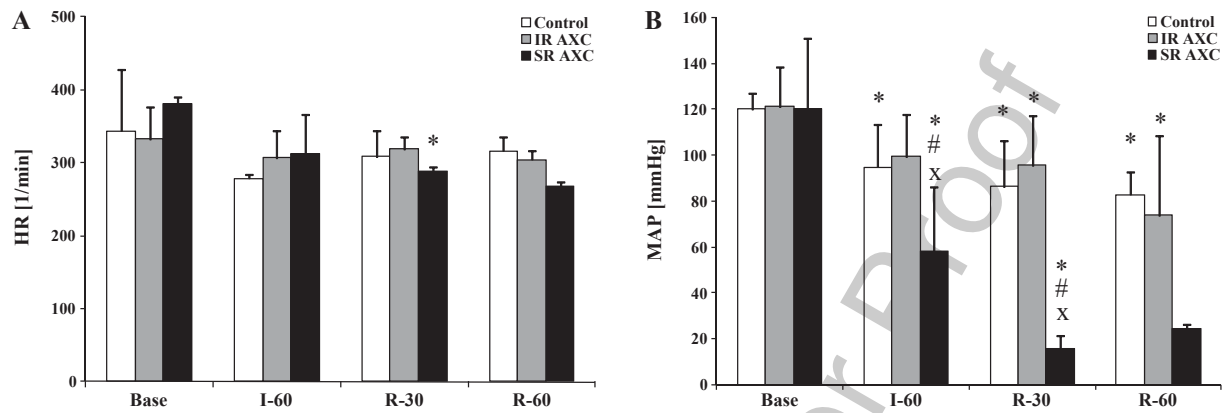 A
HR [1/min]
500
400
300
200
100
0
Control
IR AXC
SR AXC
*
Base I-60 R-30 R-60
B
MAP [mmHg]
160
140
120
100
80
60
40
20
0
Control
IR AXC
SR AXC
* * # x
* * * # x
* *
Base I-60 R-30 R-60
r Proof